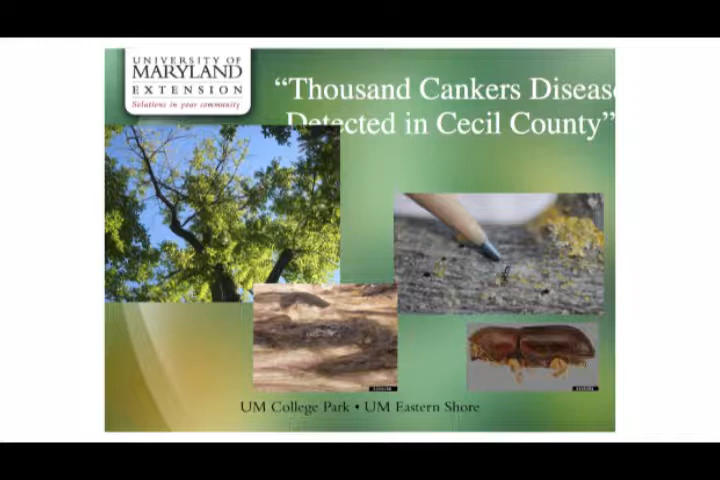 UNIVERSITY OF
MARYLAND
EXTENSION
Solutions in your community
“Thousand Cankers Disease
Detected in Cecil County”
UM College Park • UM Eastern Shore